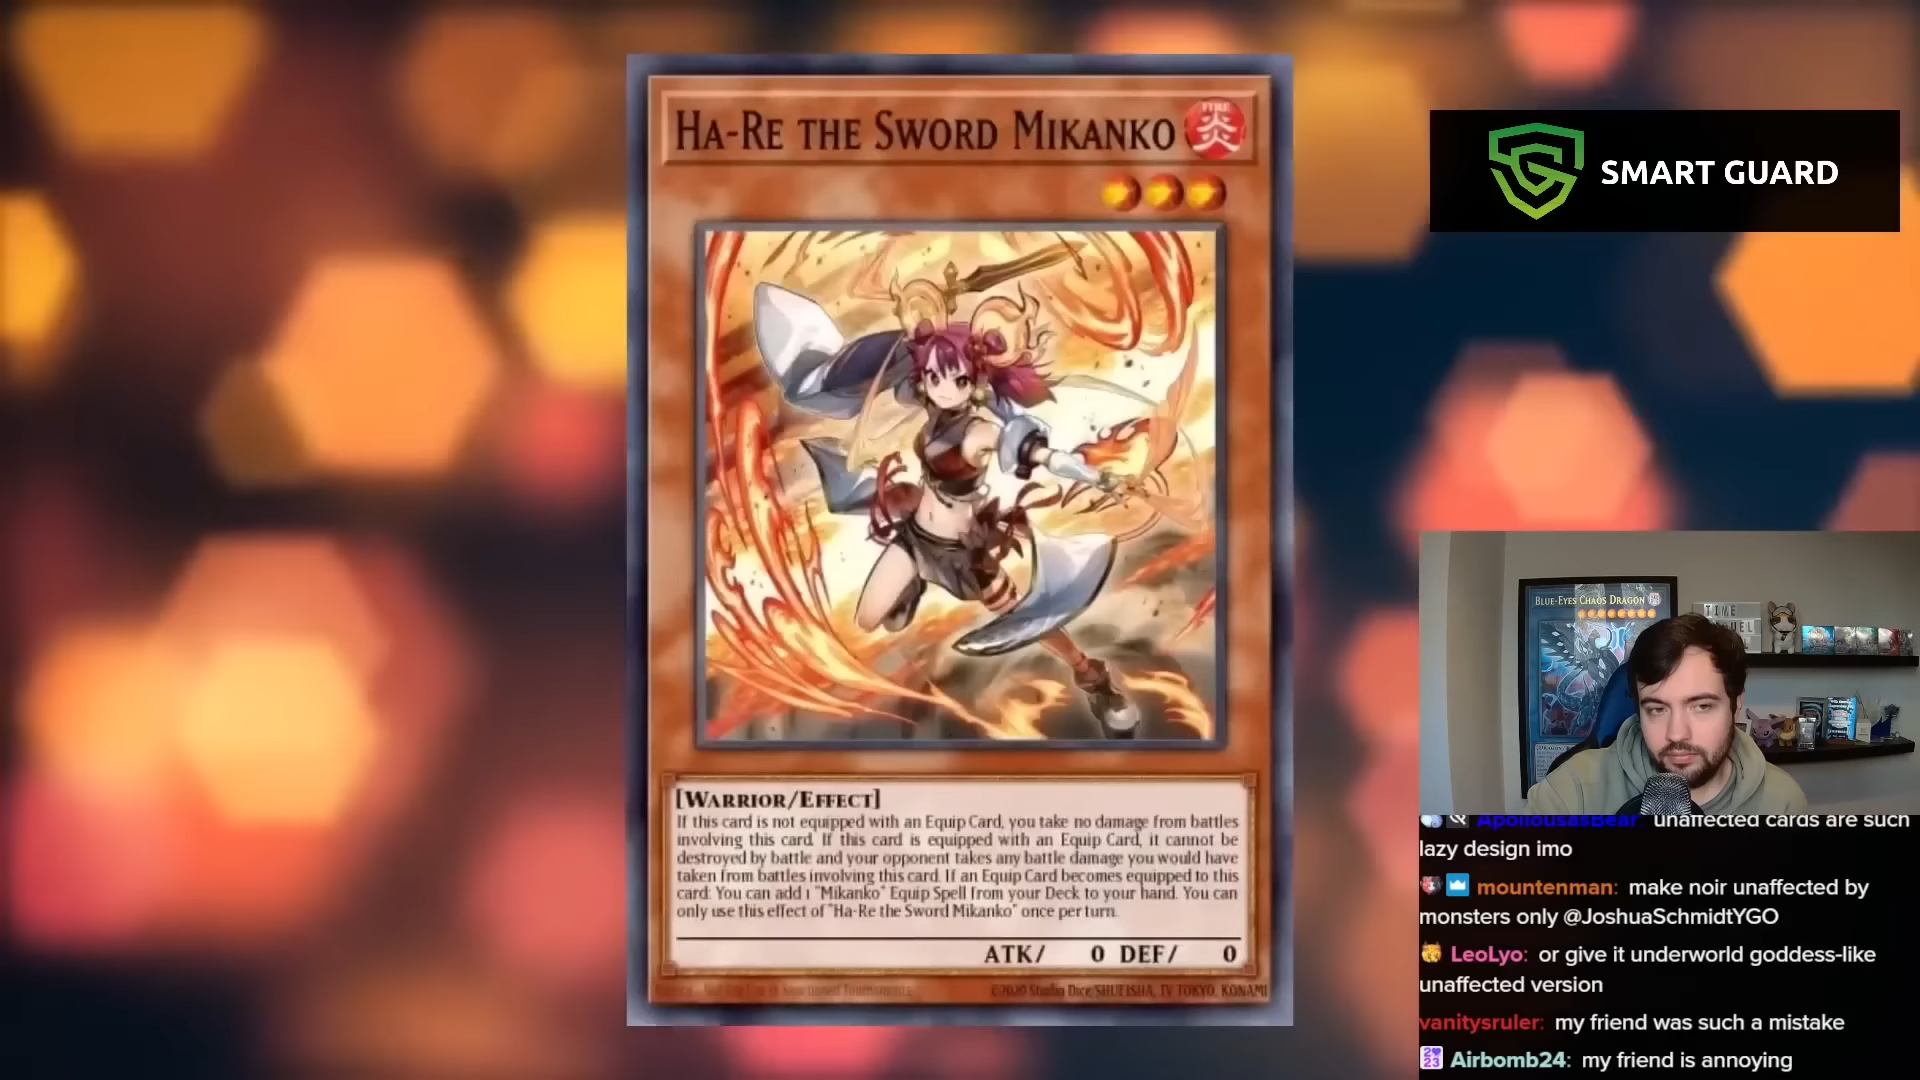 HA-RE THE SWORD MIKANKO
FIRE
炎
[WARRIOR/EFFECT]
If this card is not equipped with an Equip Card, you take no damage from battles
involving this card. If this card is equipped with an Equip Card, it cannot be
destroyed by battle and your opponent takes any battle damage you would have
taken from battles involving this card. If an Equip Card becomes equipped to this
card: You can add 1 "Mikanko" Equip Spell from your Deck to your hand. You can
only use this effect of "Ha-Re the Sword Mikanko" once per turn.
ATK/ 0 DEF/ 0
©2020 Studio Dice/SHUEISHA, TV TOKYO, KONAMI
SMART GUARD
BLUE-EYES CHAOS DRAGON
TIME
ApollousasBear: unaffected cards are such
lazy design imo
mountenman: make noir unaffected by
monsters only @JoshuaSchmidtYGO
LeoLyo: or give it underworld goddess-like
unaffected version
vanitysruler: my friend was such a mistake
Airbomb24: my friend is annoying